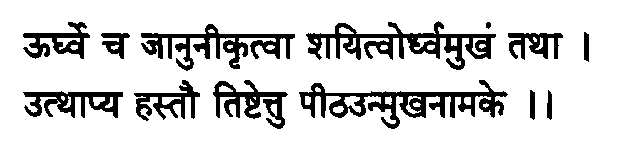 ऊर्घ्वे च जानुनीकृत्वा शयित्वोर्ध्वमुखं तथा ।
उत्थाप्य हस्तौ तिष्टेत्तु पीठउन्मुखनामके ।।